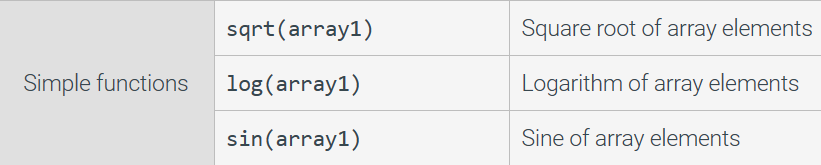 sqrt(array1) Square root of array elements
Simple functions log(array1) Logarithm of array elements
sin(array1) Sine of array elements